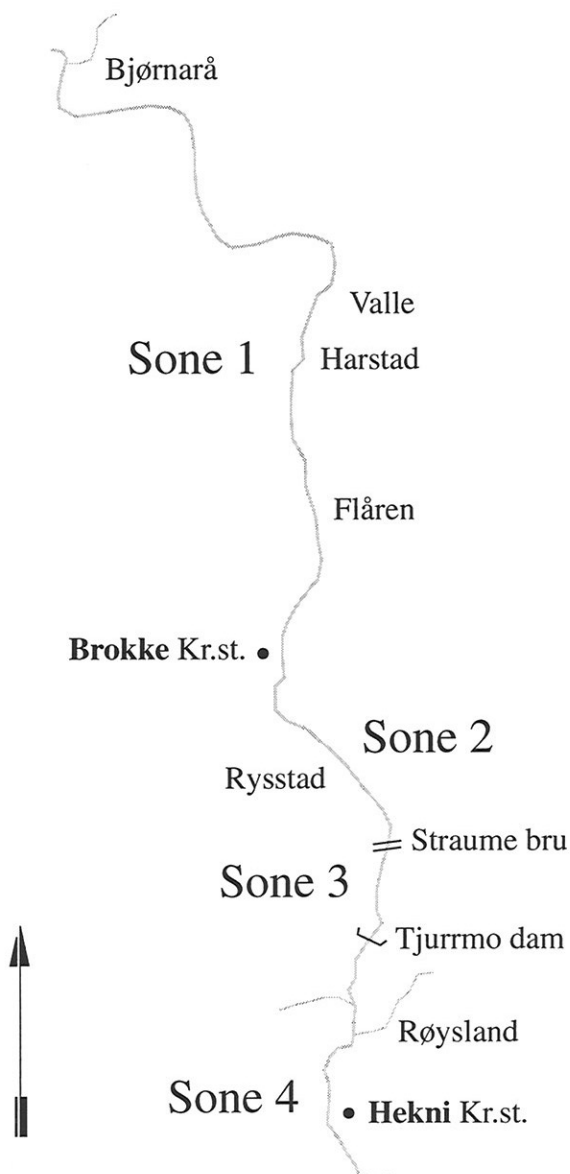 Bjørnarå
Valle
Sone 1
Harstad
Flåren
Brokke Kr.st.
Sone 2
Rysstad
Straume bru
Sone 3
Tjurrmo dam
Røysland
Sone 4
Hekni Kr.st.